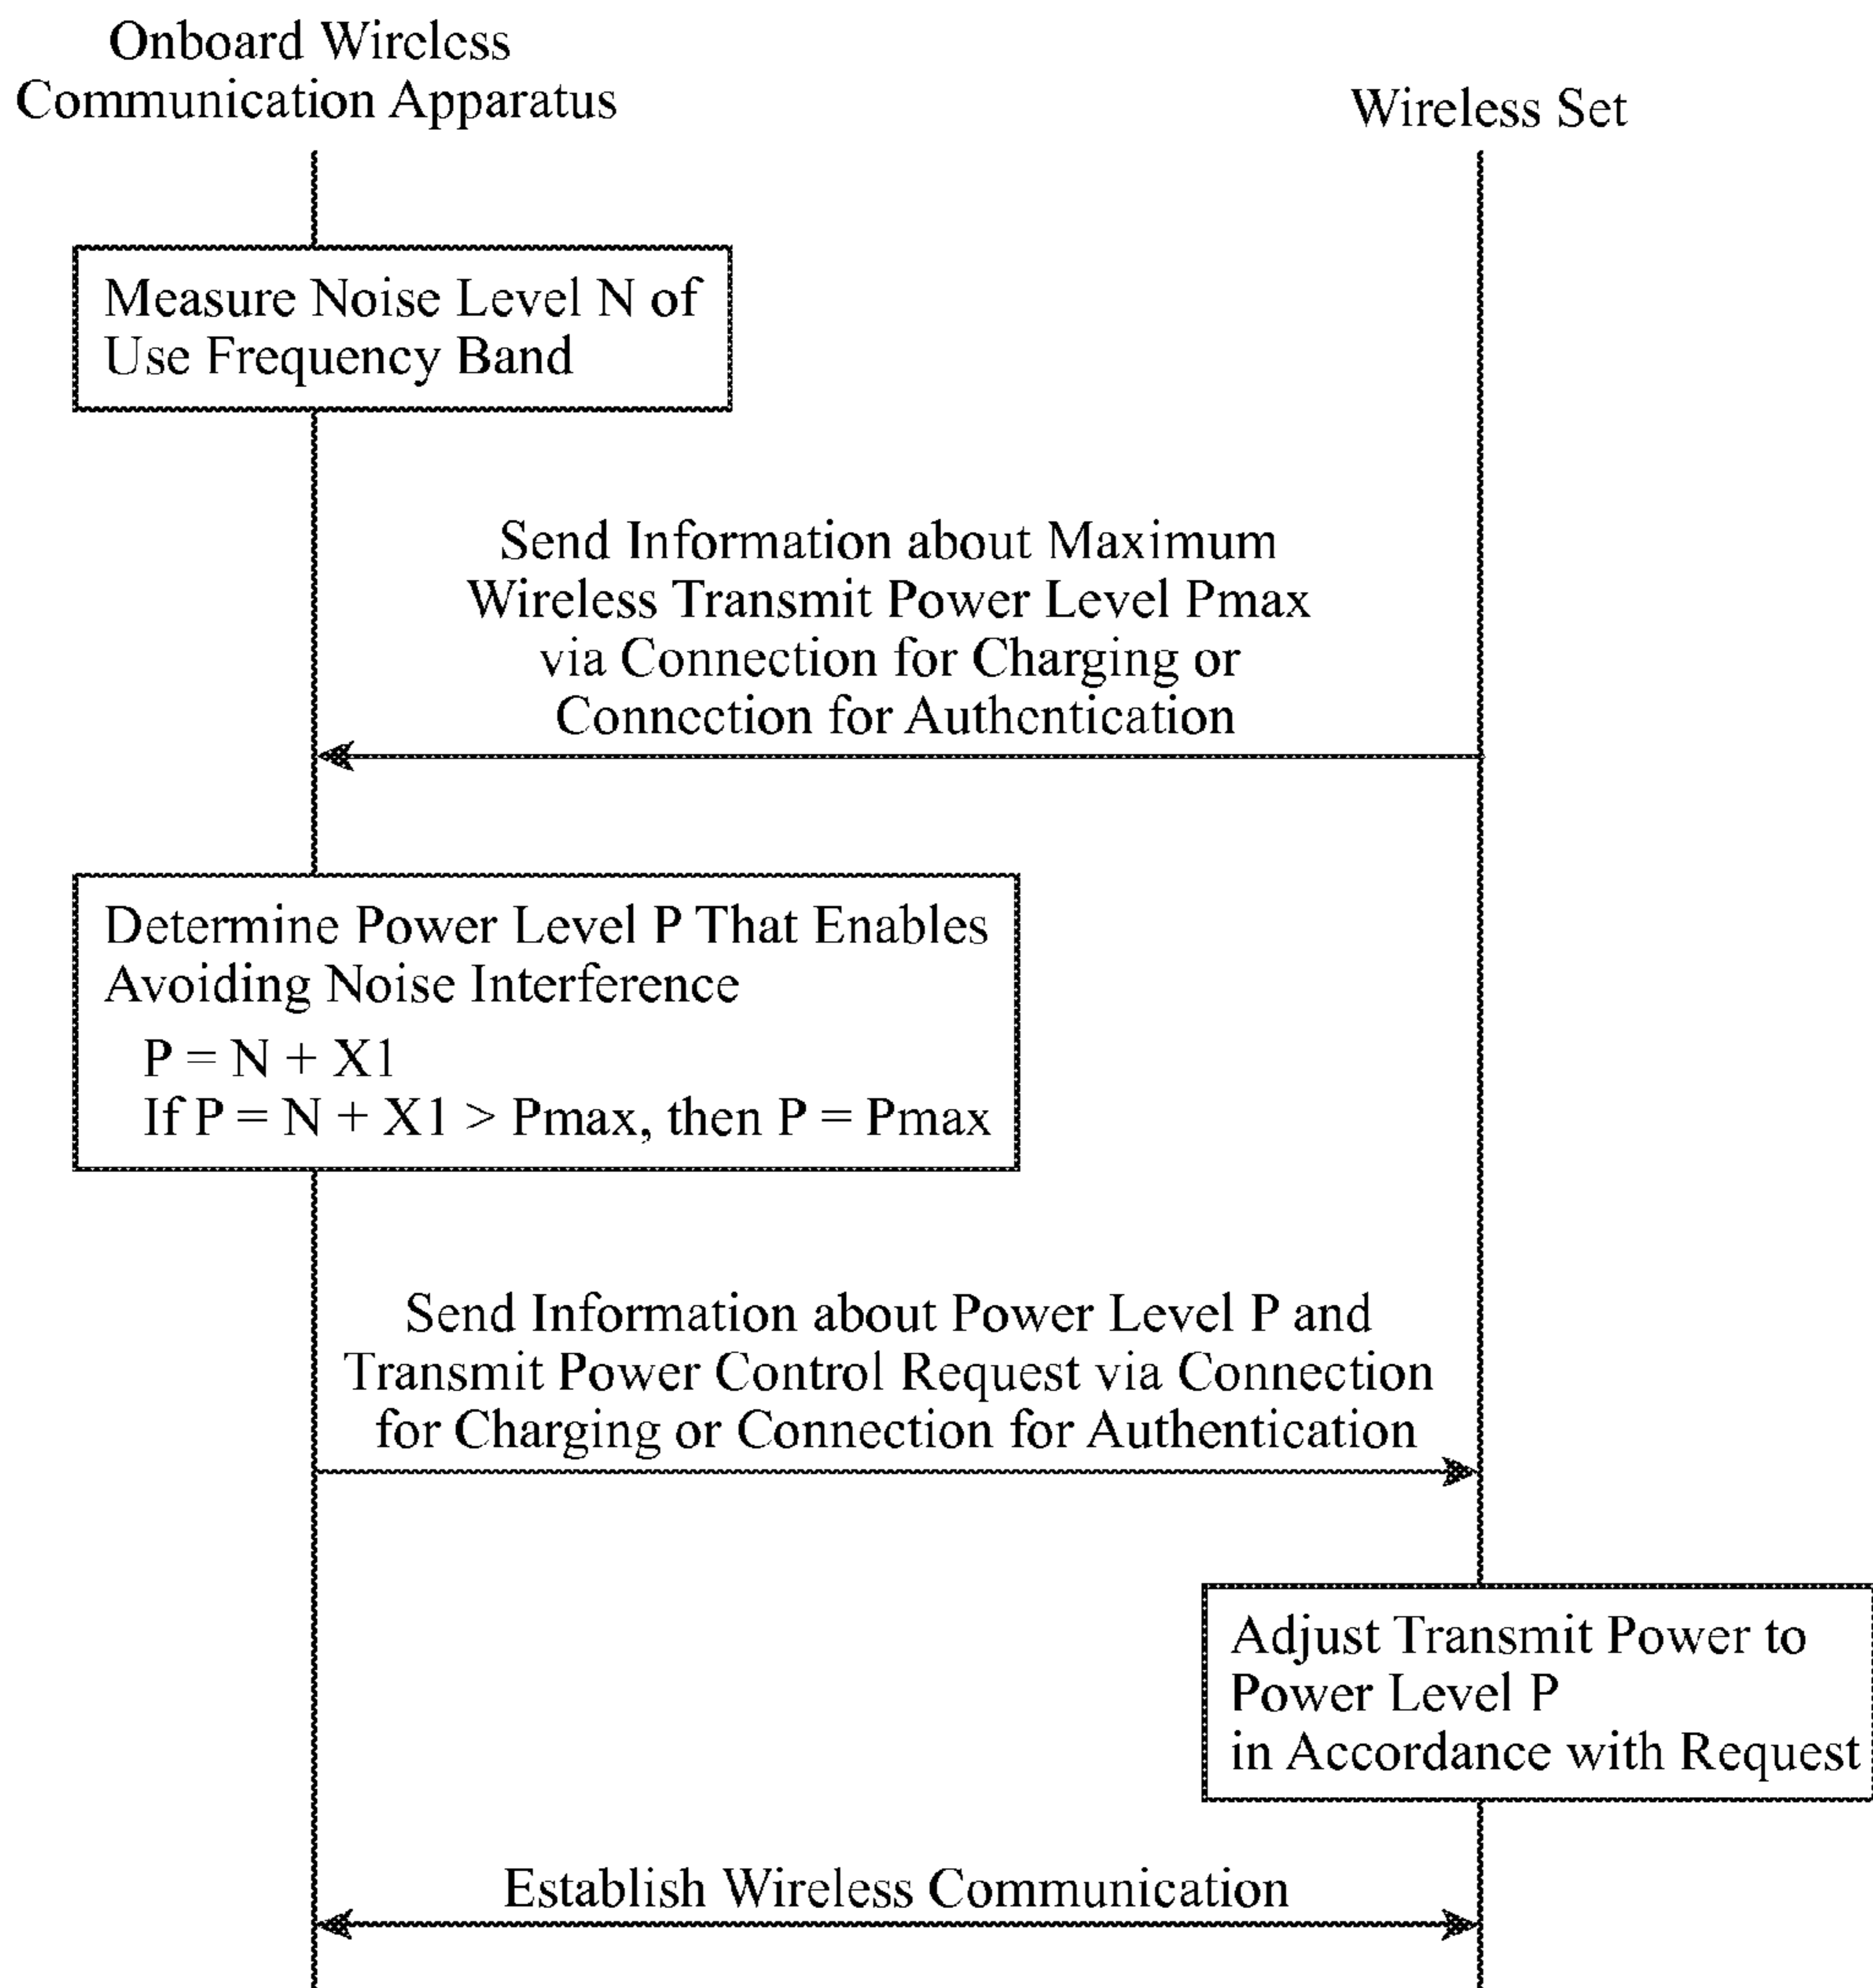 Onboard Wireless
Communication Apparatus
Wireless Set
Measure Noise Level N of
Use Frequency Band
Send Information about Maximum
Wireless Transmit Power Level Pmax
via Connection for Charging or
Connection for Authentication
Determine Power Level P That Enables
Avoiding Noise Interference
P = N + X1
If P = N + X1 > Pmax, then P = Pmax
Send Information about Power Level P and
Transmit Power Control Request via Connection
for Charging or Connection for Authentication
Adjust Transmit Power to
Power Level P
in Accordance with Request
Establish Wireless Communication